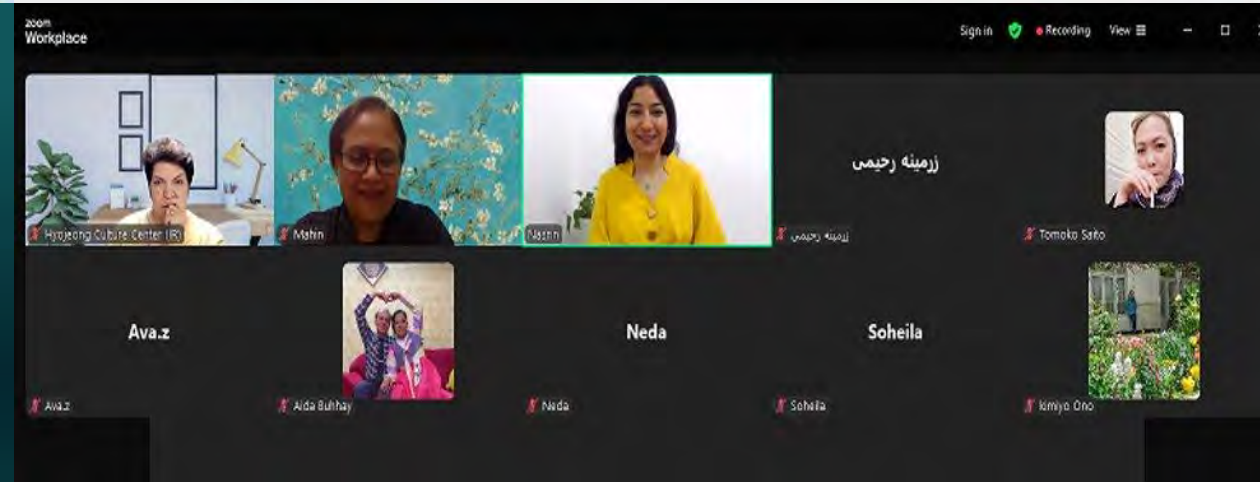 zoom
Workplace
Sign in
Recording
View
زرمینه رحیمی
Hyojeong Culture Center (IR)
Mahin
Nasrin
زرمینه رحیمی
Tomoko Saito
Ava.z
Neda
Soheila
Ava.z
Aida Buhhay
Neda
Soheila
kimiyo Ono